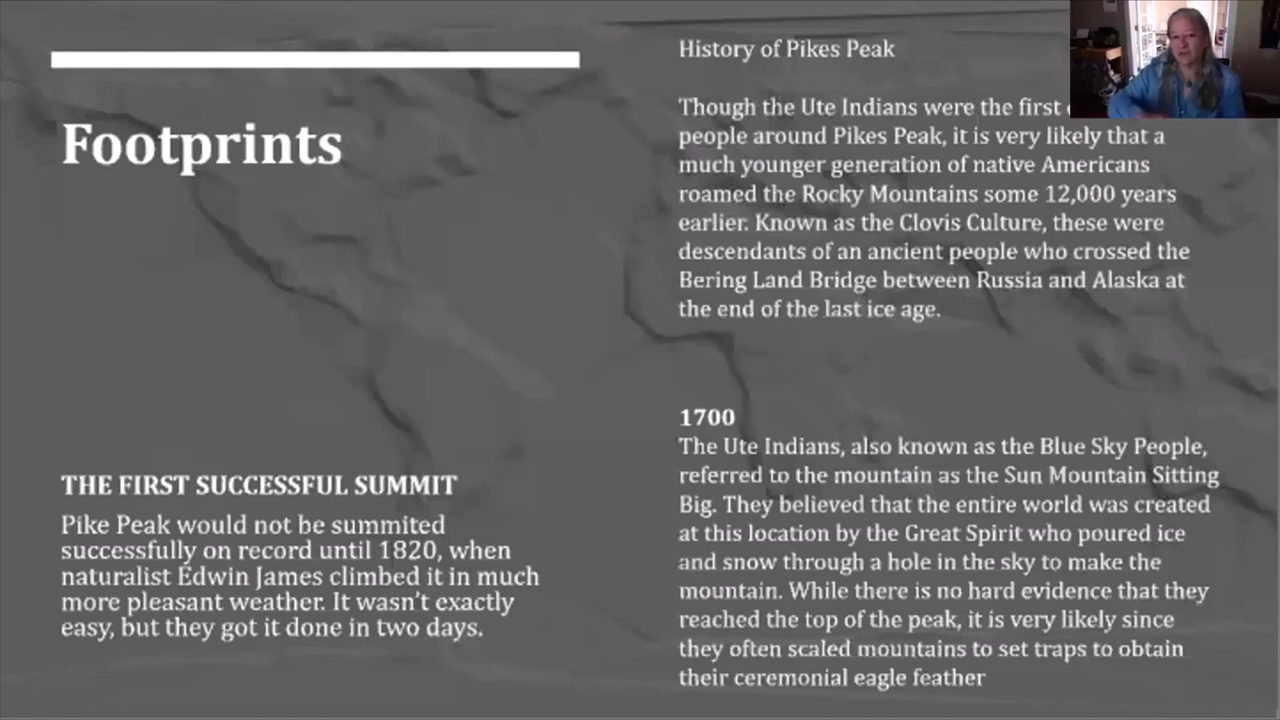 Footprints
THE FIRST SUCCESSFUL SUMMIT
Pike Peak would not be summited
successfully on record until 1820, when
naturalist Edwin James climbed it in much
more pleasant weather. It wasn't exactly
easy, but they got it done in two days.
History of Pikes Peak
Though the Ute Indians were the first
people around Pikes Peak, it is very likely that a
much younger generation of native Americans
roamed the Rocky Mountains some 12,000 years
earlier. Known as the Clovis Culture, these were
descendants of an ancient people who crossed the
Bering Land Bridge between Russia and Alaska at
the end of the last ice age.
1700
The Ute Indians, also known as the Blue Sky People,
referred to the mountain as the Sun Mountain Sitting
Big. They believed that the entire world was created
at this location by the Great Spirit who poured ice
and snow through a hole in the sky to make the
mountain. While there is no hard evidence that they
reached the top of the peak, it is very likely since
they often scaled mountains to set traps to obtain
their ceremonial eagle feather